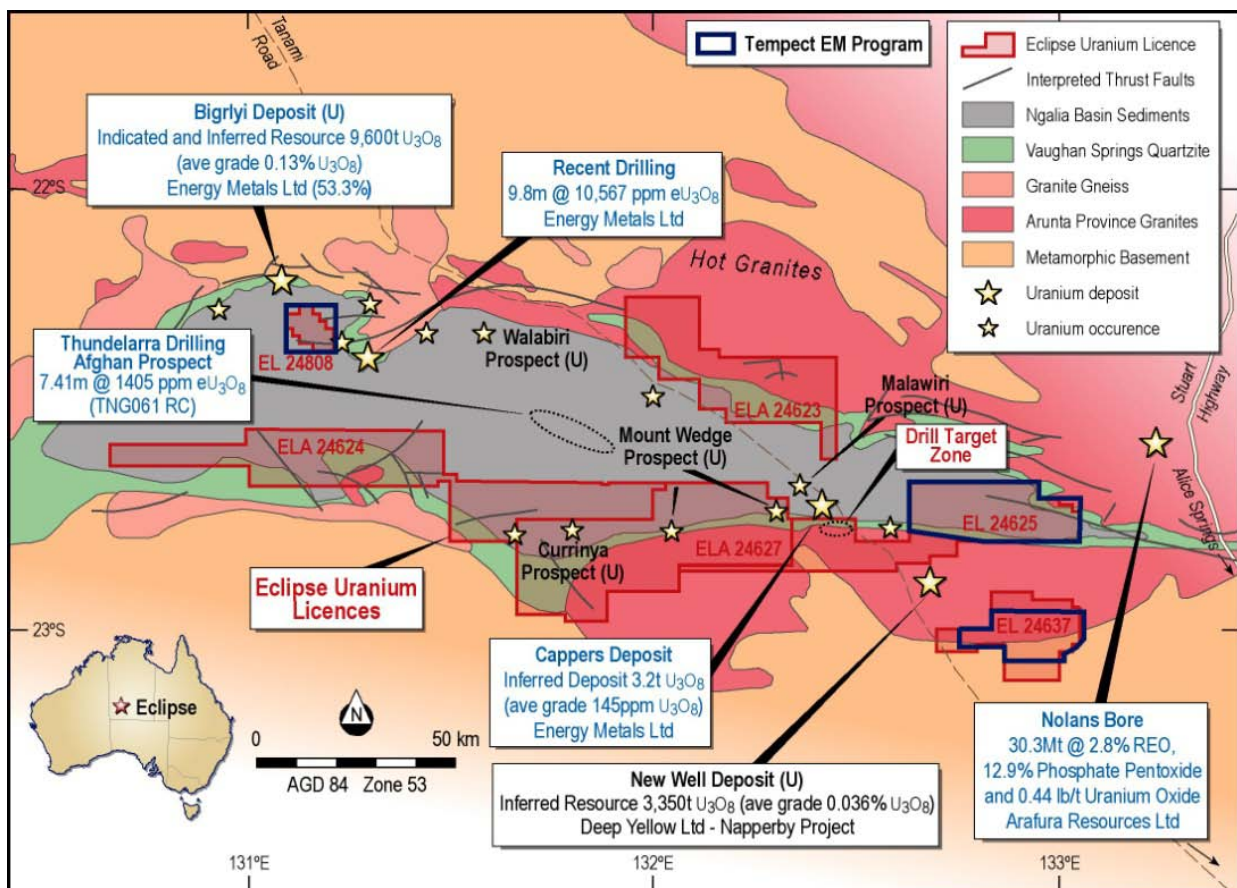 Tanami
Road
Tempect EM Program
Eclipse Uranium Licence
Interpreted Thrust Faults
Ngalia Basin Sediments
Vaughan Springs Quartzite
Granite Gneiss
Arunta Province Granites
Metamorphic Basement
Uranium deposit
Uranium occurence
Bigrlyi Deposit (U)
Indicated and Inferred Resource 9,600t U₃O₈
(ave grade 0.13% U₃O₈)
Energy Metals Ltd (53.3%)
Recent Drilling
9.8m @ 10,567 ppm eU₃O₈
Energy Metals Ltd
22ºS
Hot Granites
Thundelarra Drilling
Afghan Prospect
7.41m @ 1405 ppm eU₃O₈
(TNG061 RC)
EL 24808
Walabiri
Prospect (U)
Stuart
Highway
Malawiri
Prospect (U)
ELA 24623
ELA 24624
Mount Wedge
Prospect (U)
Drill Target
Zone
Alice Springs
EL 24625
Currinya
Prospect (U)
ELA 24627
Eclipse Uranium
Licences
23ºS
EL 24637
Cappers Deposit
Inferred Deposit 3.2t U₃O₈
(ave grade 145ppm U₃O₈)
Energy Metals Ltd
Eclipse
N
0
50 km
AGD 84 Zone 53
New Well Deposit (U)
Inferred Resource 3,350t U₃O₈ (ave grade 0.036% U₃O₈)
Deep Yellow Ltd - Napperby Project
Nolans Bore
30.3Mt @ 2.8% REO,
12.9% Phosphate Pentoxide
and 0.44 lb/t Uranium Oxide
Arafura Resources Ltd
131ºE
132ºE
133ºE